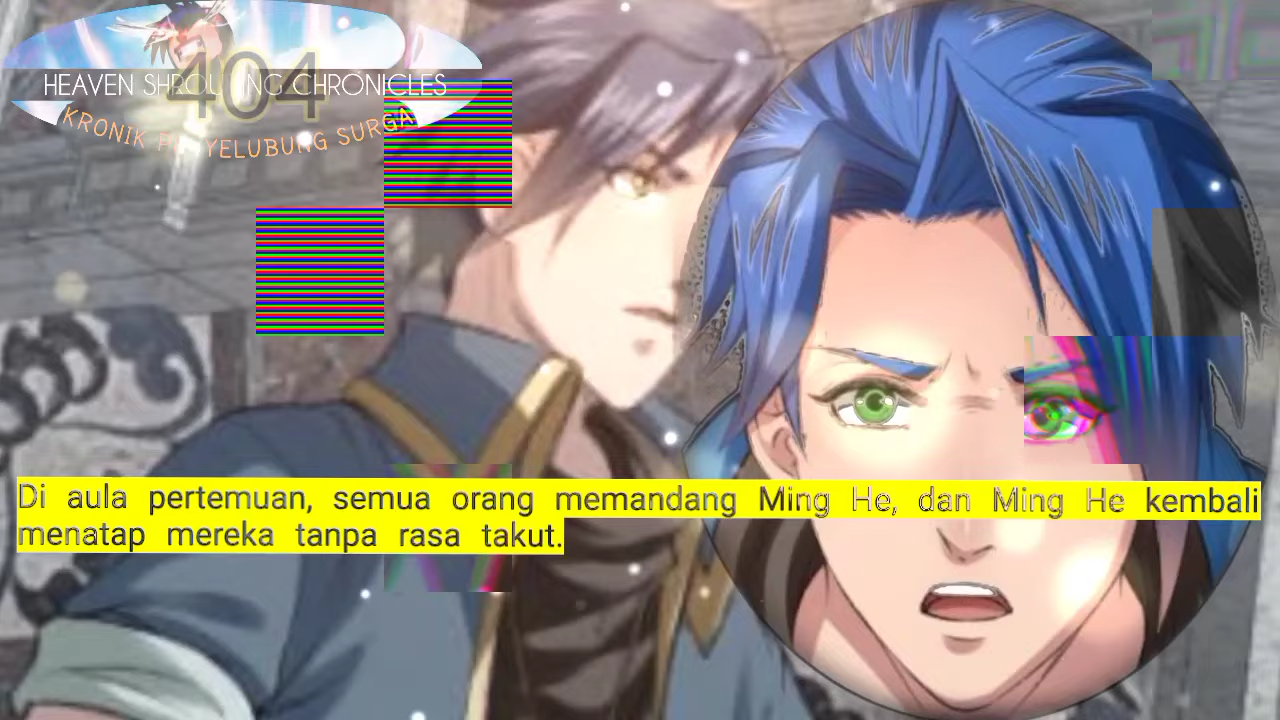 404
HEAVEN SHROUDING CHRONICLES
KRONIK PENYELUBUNG SURGA
Di aula pertemuan, semua orang memandang Ming He, dan Ming He kembali
menatap mereka tanpa rasa takut.